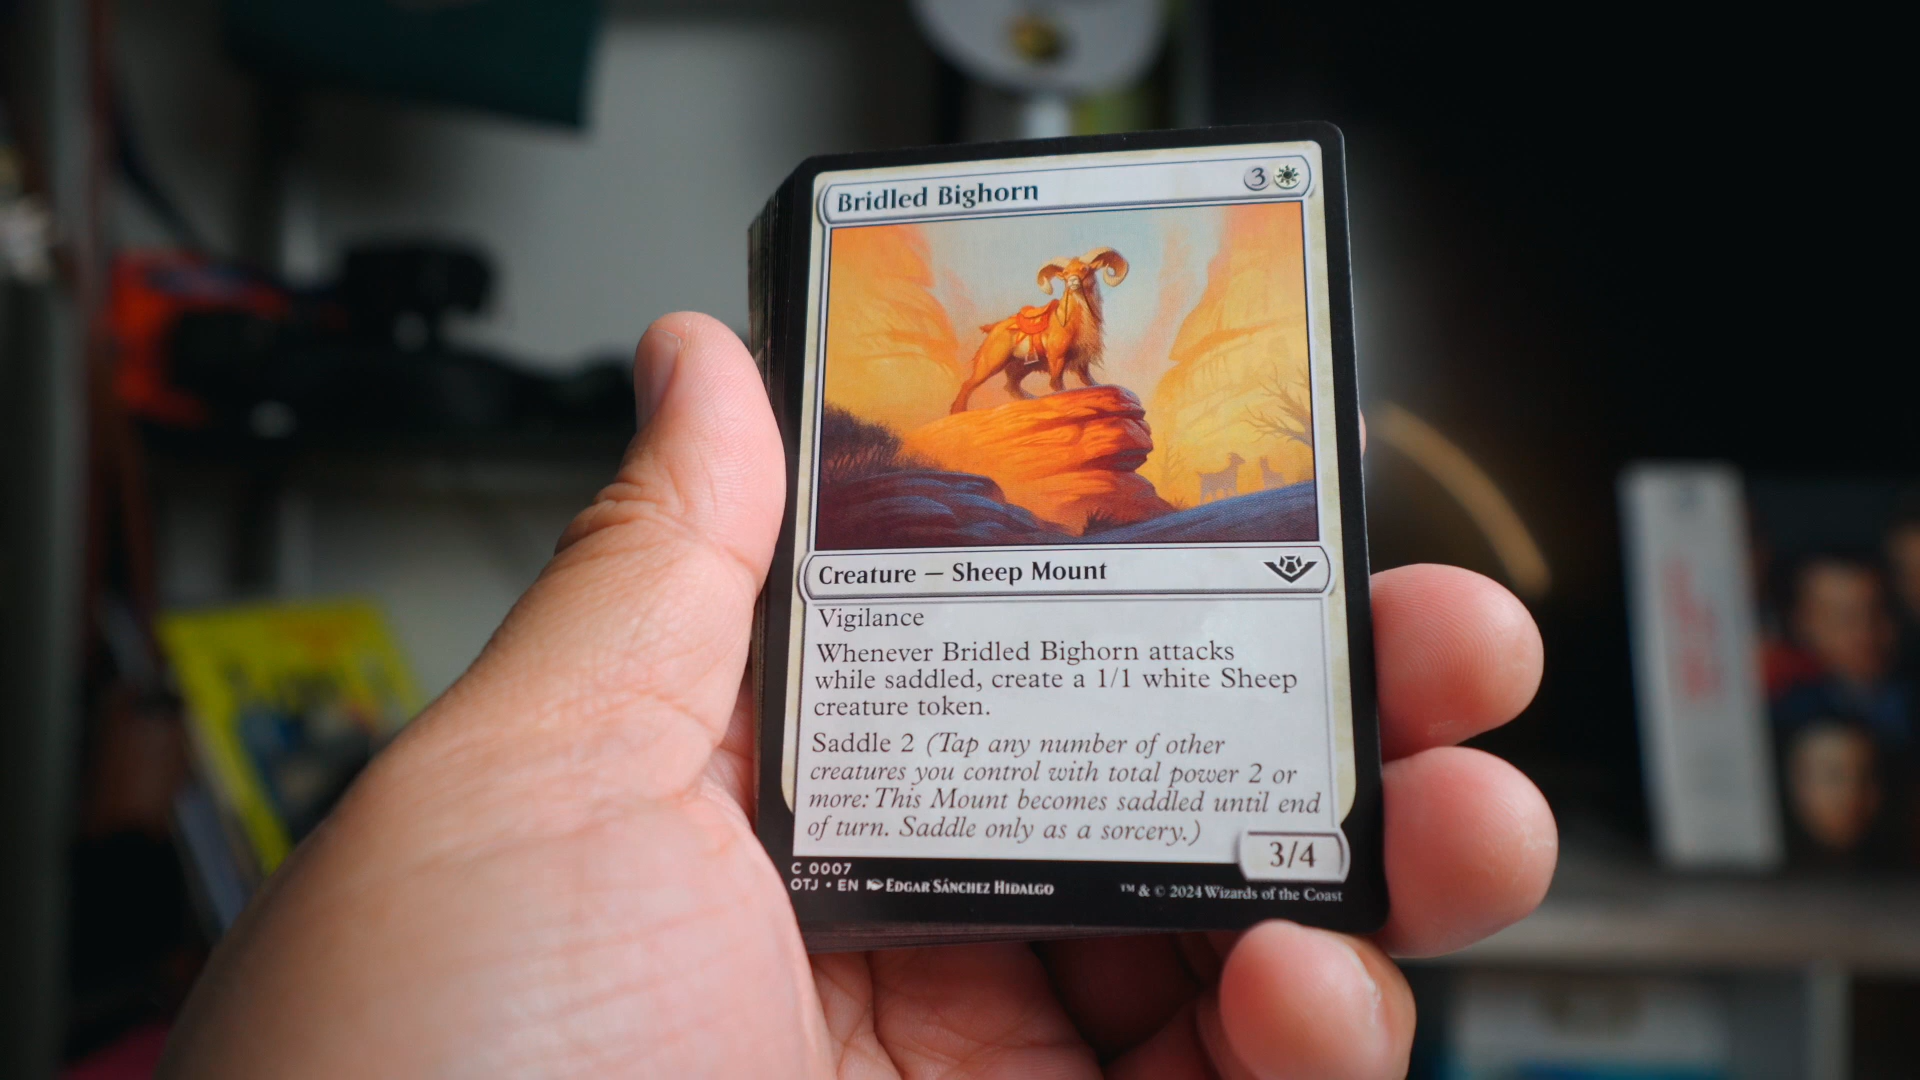 Bridled Bighorn 3
Creature — Sheep Mount
Vigilance
Whenever Bridled Bighorn attacks
while saddled, create a 1/1 white Sheep
creature token.
Saddle 2 (Tap any number of other
creatures you control with total power 2 or
more: This Mount becomes saddled until end
of turn. Saddle only as a sorcery.)
3/4
C 0007
OTJ • EN EDGAR SÁNCHEZ HIDALGO ™ & © 2024 Wizards of the Coast